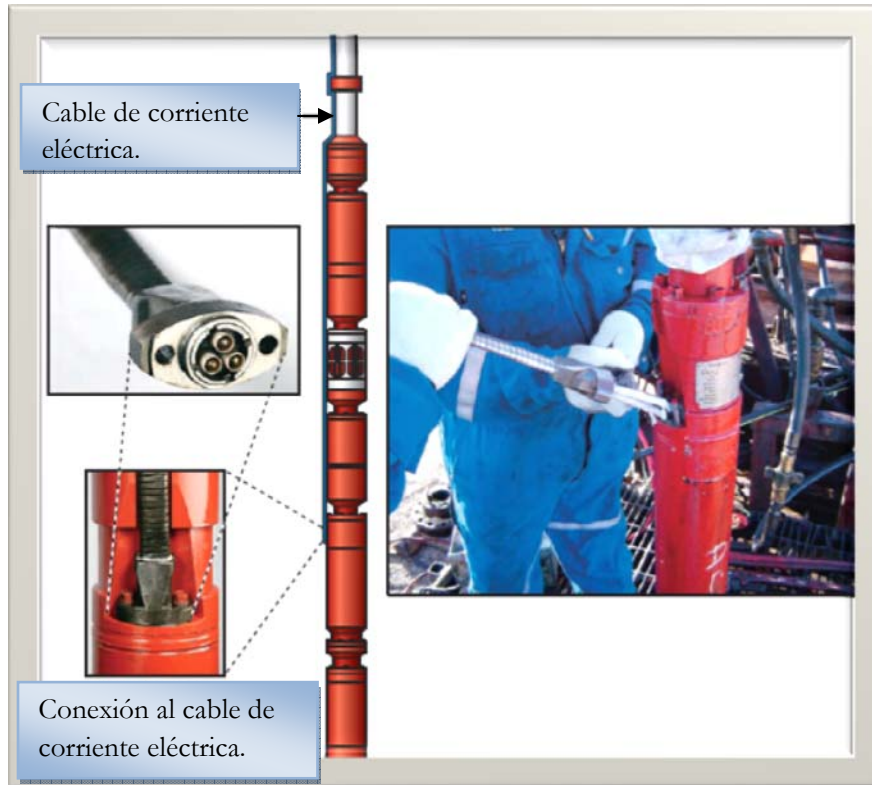 Cable de corriente
eléctrica.
Conexión al cable de
corriente eléctrica.